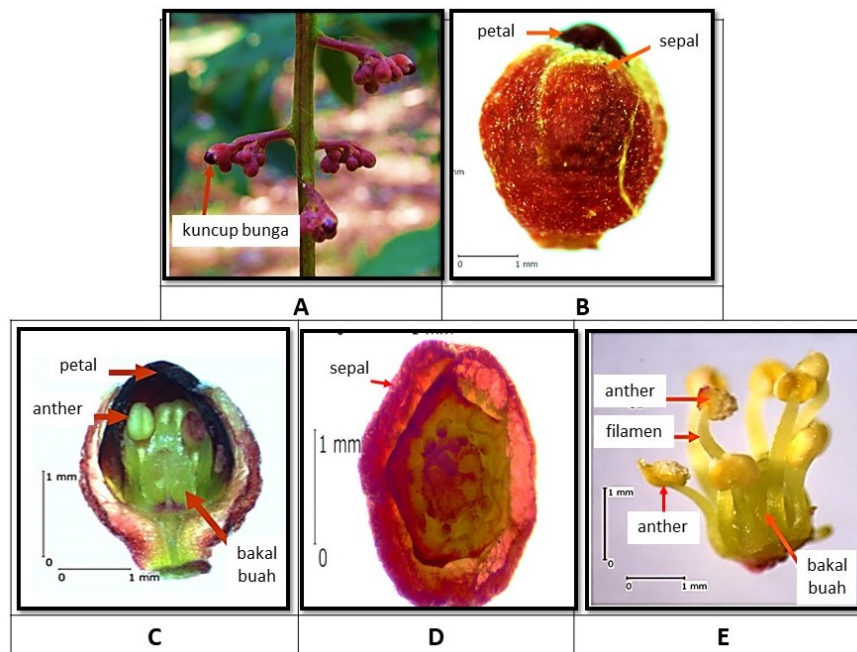 kuncup bunga
petal
sepal
0 1 mm
A
B
petal
anther
1 mm
0
0 1 mm
bakal
buah
sepal
1 mm
0
anther
filamen
anther
1 mm
0
0 1 mm
bakal
buah
C
D
E